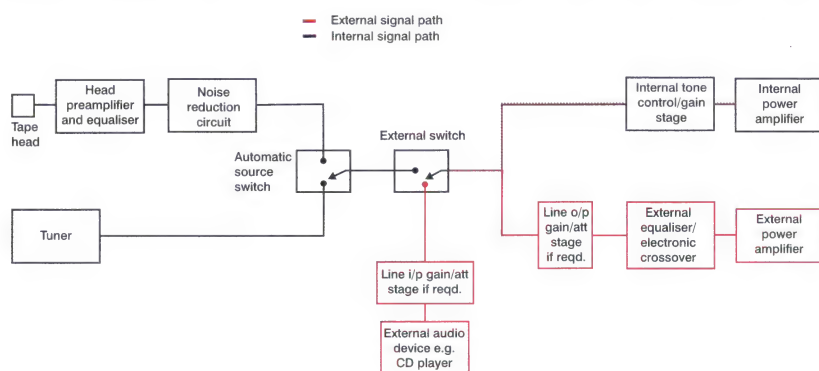 External signal path
Internal signal path
Tape
head
Head
preamplifier
and equaliser
Noise
reduction
circuit
Automatic
source
switch
External switch
Internal tone
control/gain
stage
Internal
power
amplifier
Tuner
Line i/p gain/att
stage if reqd.
External audio
device e.g.
CD player
Line o/p
gain/att
stage
if reqd.
External
equaliser/
electronic
crossover
External
power
amplifier